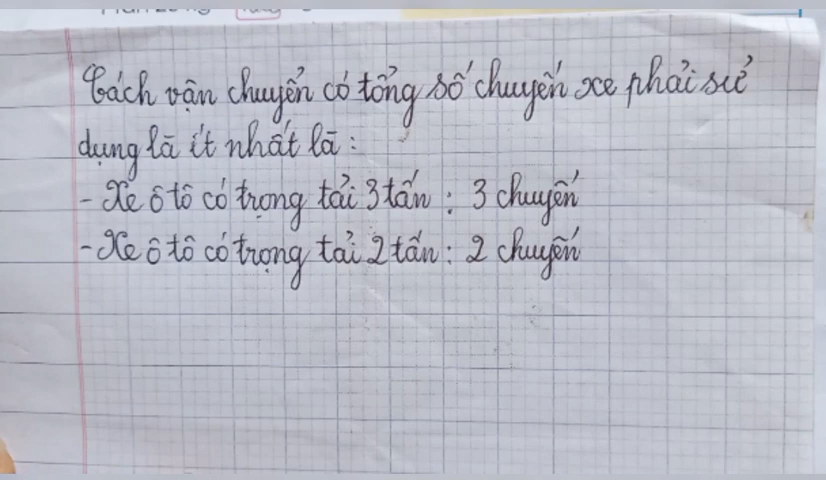 Cách vận chuyển có tổng số chuyến xe phải sử
dụng là ít nhất là :
- Xe ô tô có trọng tải 3 tấn : 3 chuyến
- Xe ô tô có trọng tải 2 tấn : 2 chuyến